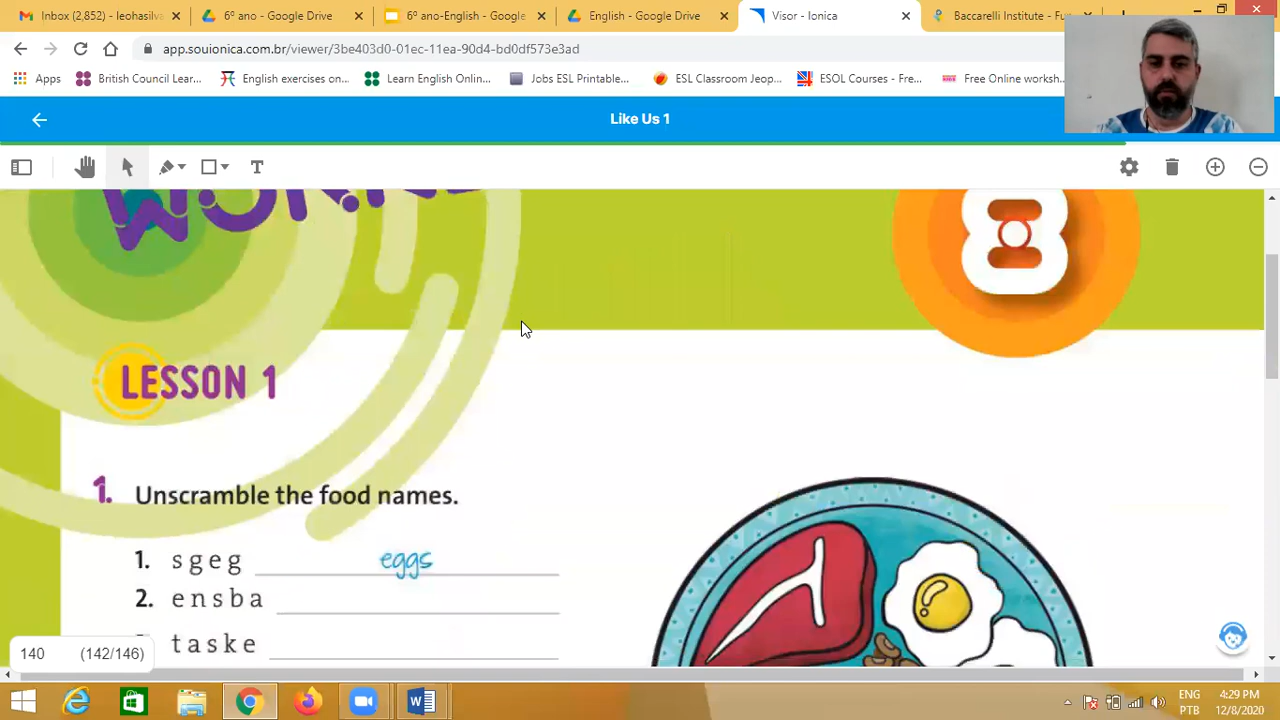 Inbox (2,852) - leohasilva
6º ano - Google Drive
6º ano-English - Google
English - Google Drive
Visor - Ionica
Baccarelli Institute - Fu
app.souionica.com.br/viewer/3be403d0-01ec-11ea-90d4-bd0df573e3ad
Apps
British Council Lear...
English exercises on...
Learn English Onlin...
Jobs ESL Printable...
ESL Classroom Jeop...
ESOL Courses - Fre...
Free Online worksh...
Like Us 1
T
8
LESSON 1
1. Unscramble the food names.
1. s g e g eggs
2. e n s b a
t a s k e
140 (142/146)
ENG
PTB
4:29 PM
12/8/2020